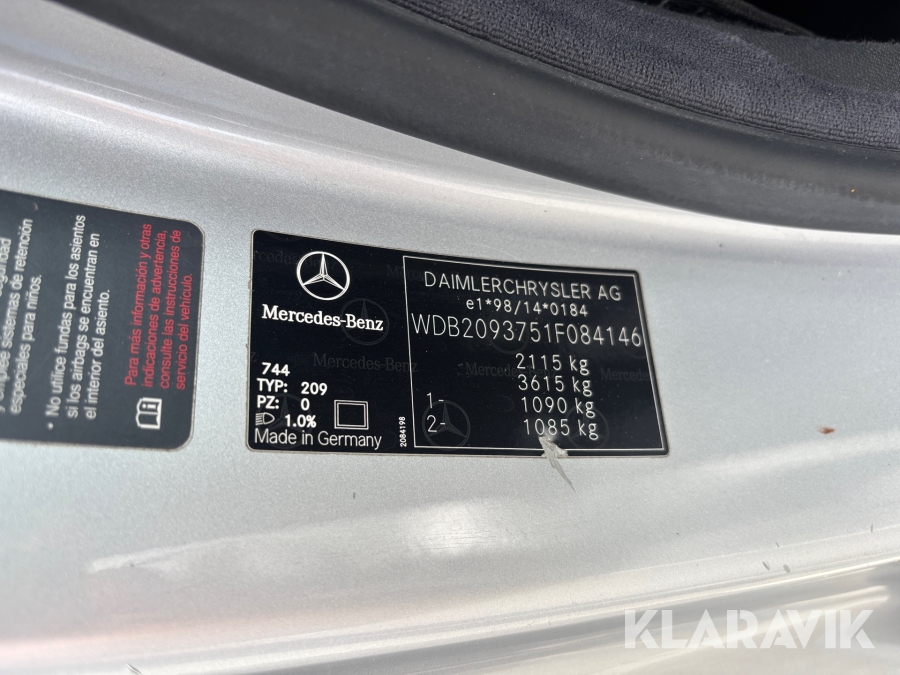 especiales para niños.
• No utilice fundas para los asientos
si los airbags se encuentran en
el interior del asiento.
Para más información y otras
indicaciones de advertencia,
consulte las instrucciones de
servicio del vehículo.
Mercedes-Benz
744
TYP: 209
PZ: 0
1.0%
Made in Germany
2084198
DAIMLERCHRYSLER AG
e1*98/14*0184
WDB2093751F084146
2115 kg
3615 kg
1- 1090 kg
2- 1085 kg
KLARAVIK